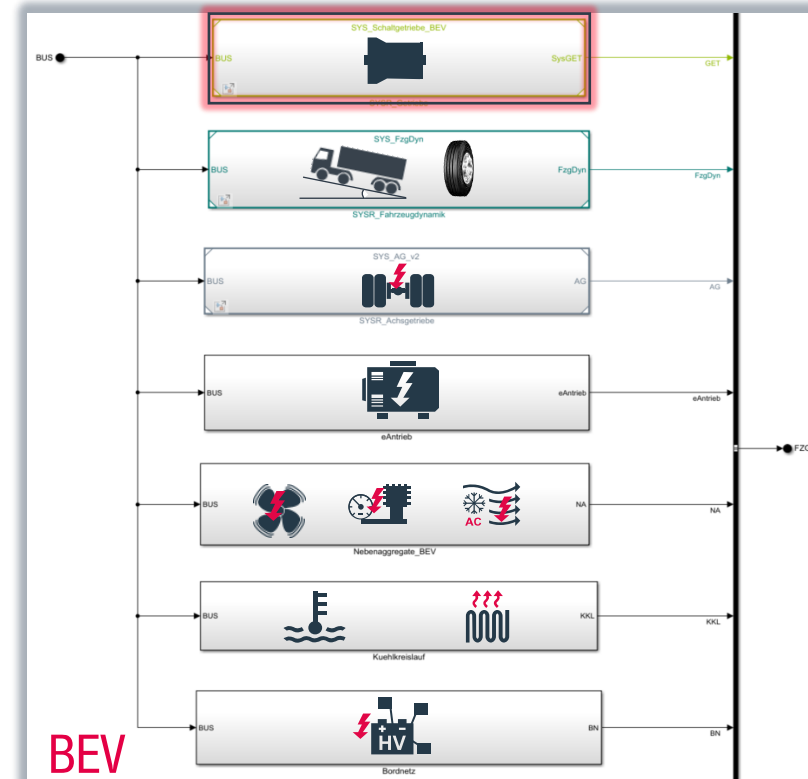 SYS_Schaltgetriebe_BEV
BUS
BUS
SysGET
GET
SYS_FzgDyn
BUS
FzgDyn
FzgDyn
SYSR_Fahrzeugdynamik
SYS_AG_v2
BUS
AG
AG
SYSR_Achsgetriebe
BUS
eAntrieb
eAntrieb
eAntrieb
BUS
AC
NA
NA
Nebenaggregate_BEV
BUS
KKL
KKL
Kuehlkreislauf
BUS
HV
BN
BN
Bordnetz
BEV